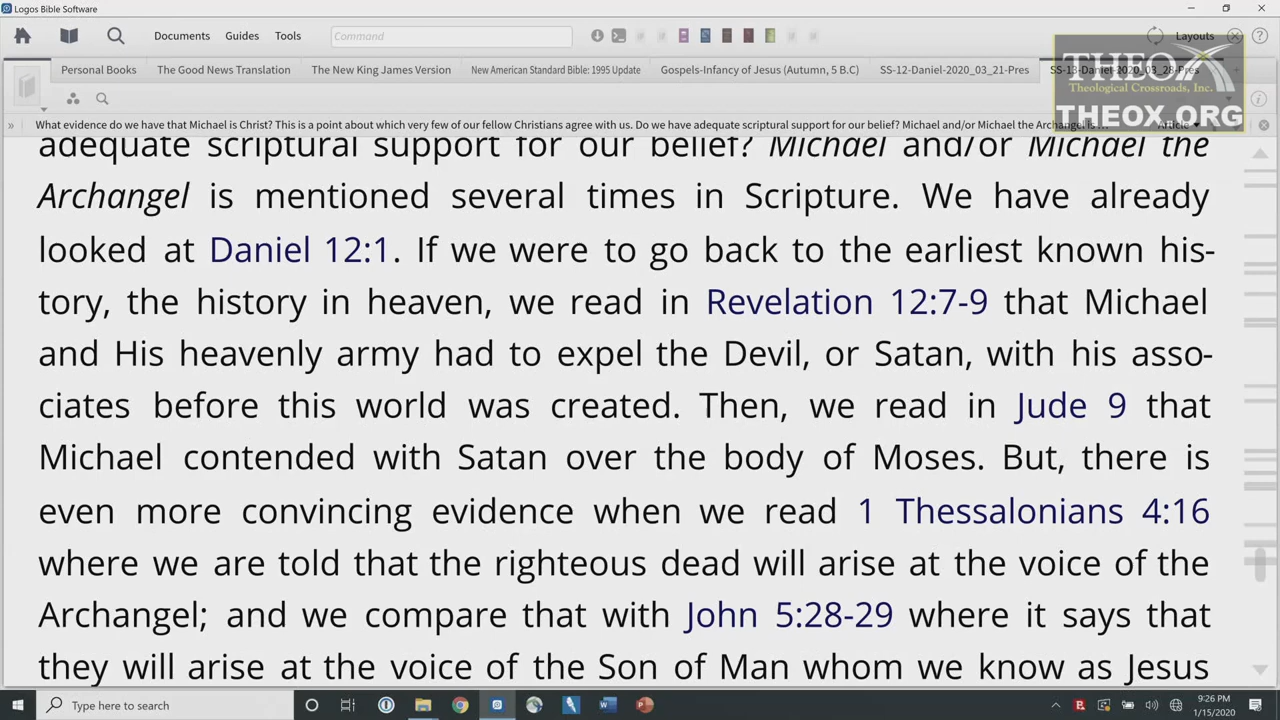 Logos Bible Software
Documents Guides Tools Command Layouts
THEOX
Theological Crossroads, Inc.
THEOX.ORG
Personal Books The Good News Translation The New King Jam New American Standard Bible: 1995 Update Gospels-Infancy of Jesus (Autumn, 5 B.C) SS-12-Daniel-2020_03_21-Pres SS-13-Daniel-2020_03_28-Pres
What evidence do we have that Michael is Christ? This is a point about which very few of our fellow Christians agree with us. Do we have adequate scriptural support for our belief? Michael and/or Michael the Archangel is ... Article
adequate scriptural support for our belief? Michael and/or Michael the
Archangel is mentioned several times in Scripture. We have already
looked at Daniel 12:1. If we were to go back to the earliest known his-
tory, the history in heaven, we read in Revelation 12:7-9 that Michael
and His heavenly army had to expel the Devil, or Satan, with his asso-
ciates before this world was created. Then, we read in Jude 9 that
Michael contended with Satan over the body of Moses. But, there is
even more convincing evidence when we read 1 Thessalonians 4:16
where we are told that the righteous dead will arise at the voice of the
Archangel; and we compare that with John 5:28-29 where it says that
they will arise at the voice of the Son of Man whom we know as Jesus
Type here to search
9:26 PM
1/15/2020